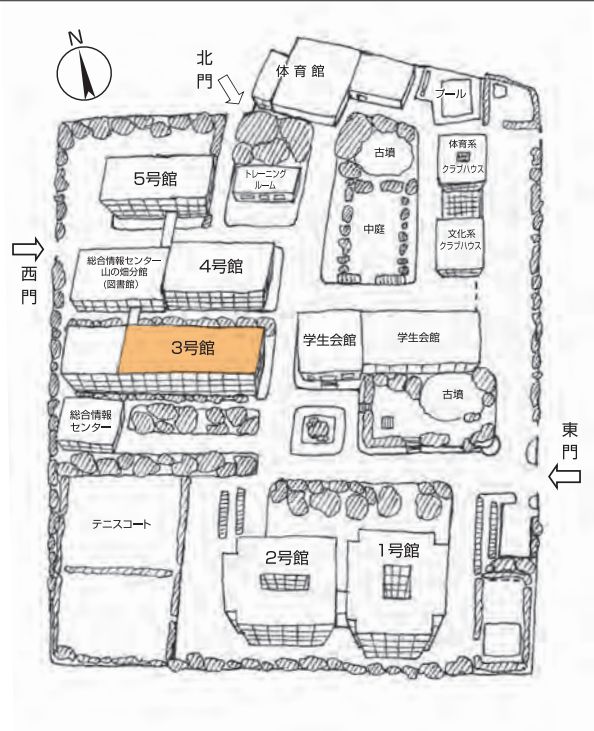 N
北
門
体育館
プール
古墳
体育系
クラブハウス
5号館
トレーニング
ルーム
中庭
文化系
クラブハウス
西
門
総合情報センター
山の畑分館
(図書館)
4号館
3号館
学生会館
学生会館
古墳
総合情報
センター
東
門
テニスコート
2号館
1号館